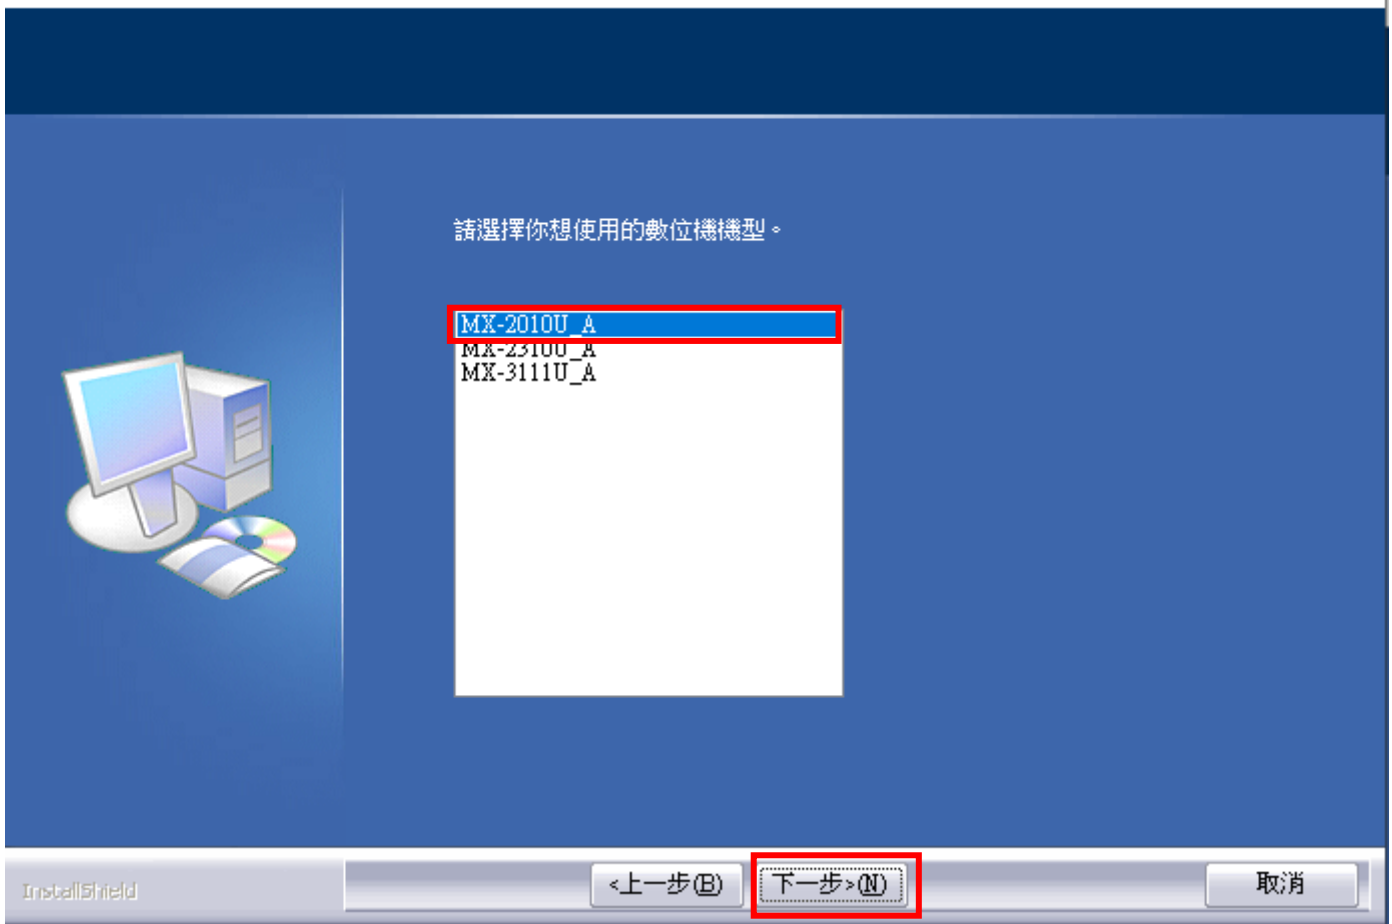 請選擇你想使用的數位機機型。
MX-2010U_A
MX-2310U_A
MX-3111U_A
InstallShield
<上一步(B)
下一步>(N)
取消